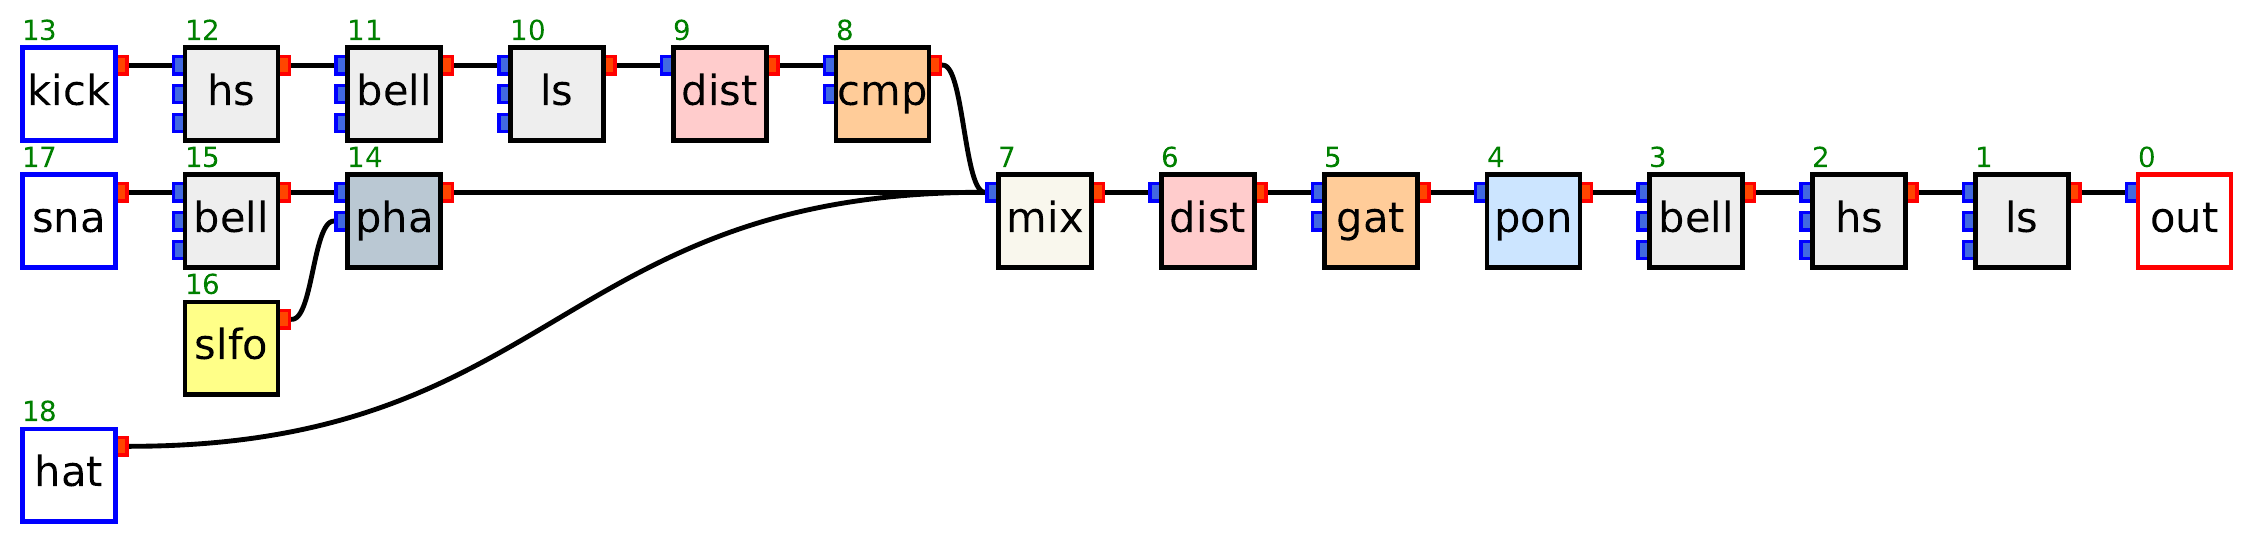 13 12 11 10 9 8
kick hs bell ls dist cmp
17 15 14 7 6 5 4 3 2 1 0
sna bell pha mix dist gat pon bell hs ls out
16
slfo
18
hat